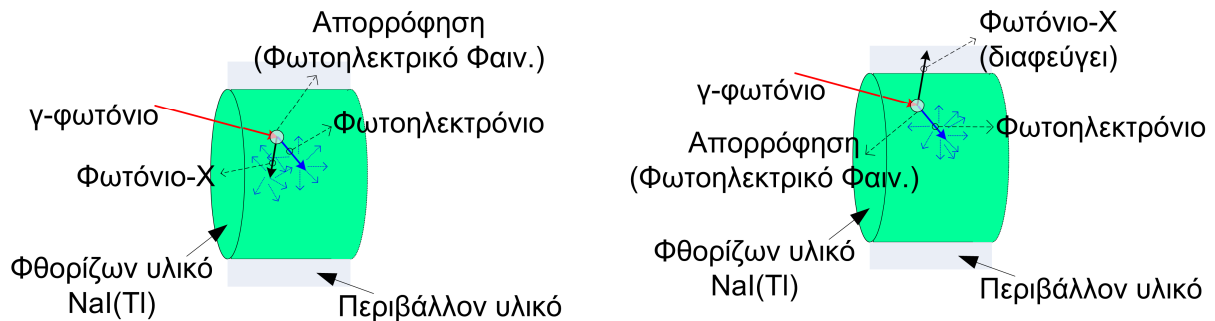 Απορρόφηση
(Φωτοηλεκτρικό Φαιν.)
γ-φωτόνιο
Φωτοηλεκτρόνιο
Φωτόνιο-Χ
Φθορίζων υλικό
NaI(Tl)
Περιβάλλον υλικό
Φωτόνιο-Χ
(διαφεύγει)
γ-φωτόνιο
Φωτοηλεκτρόνιο
Απορρόφηση
(Φωτοηλεκτρικό Φαιν.)
Φθορίζων υλικό
NaI(Tl)
Περιβάλλον υλικό